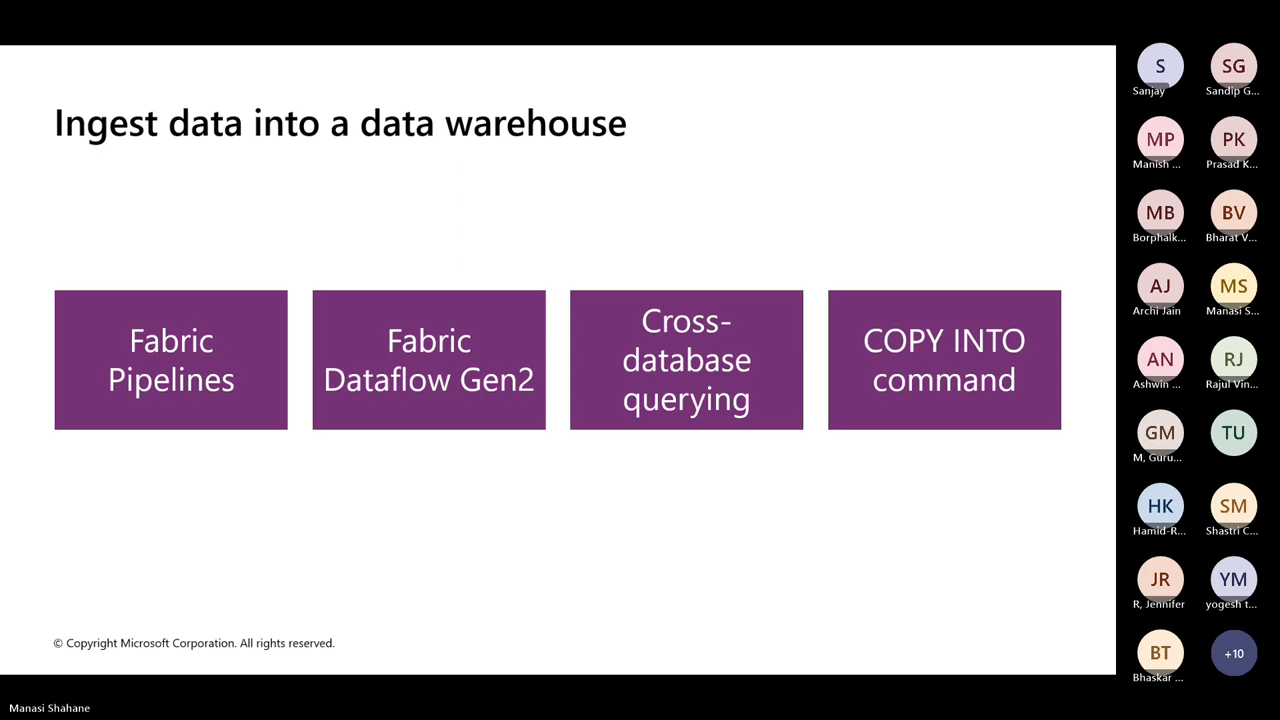 Ingest data into a data warehouse
Fabric
Pipelines
Fabric
Dataflow Gen2
Cross-
database
querying
COPY INTO
command
© Copyright Microsoft Corporation. All rights reserved.
Manasi Shahane
S
Sanjay
SG
Sandip G...
MP
Manish ...
PK
Prasad K...
MB
Borphalk...
BV
Bharat V...
AJ
Archi Jain
MS
Manasi S...
AN
Ashwin ...
RJ
Rajul Vin...
GM
M, Guru...
TU
HK
Hamid-R...
SM
Shastri C...
JR
R, Jennifer
YM
yogesh t...
BT
Bhaskar ...
+10